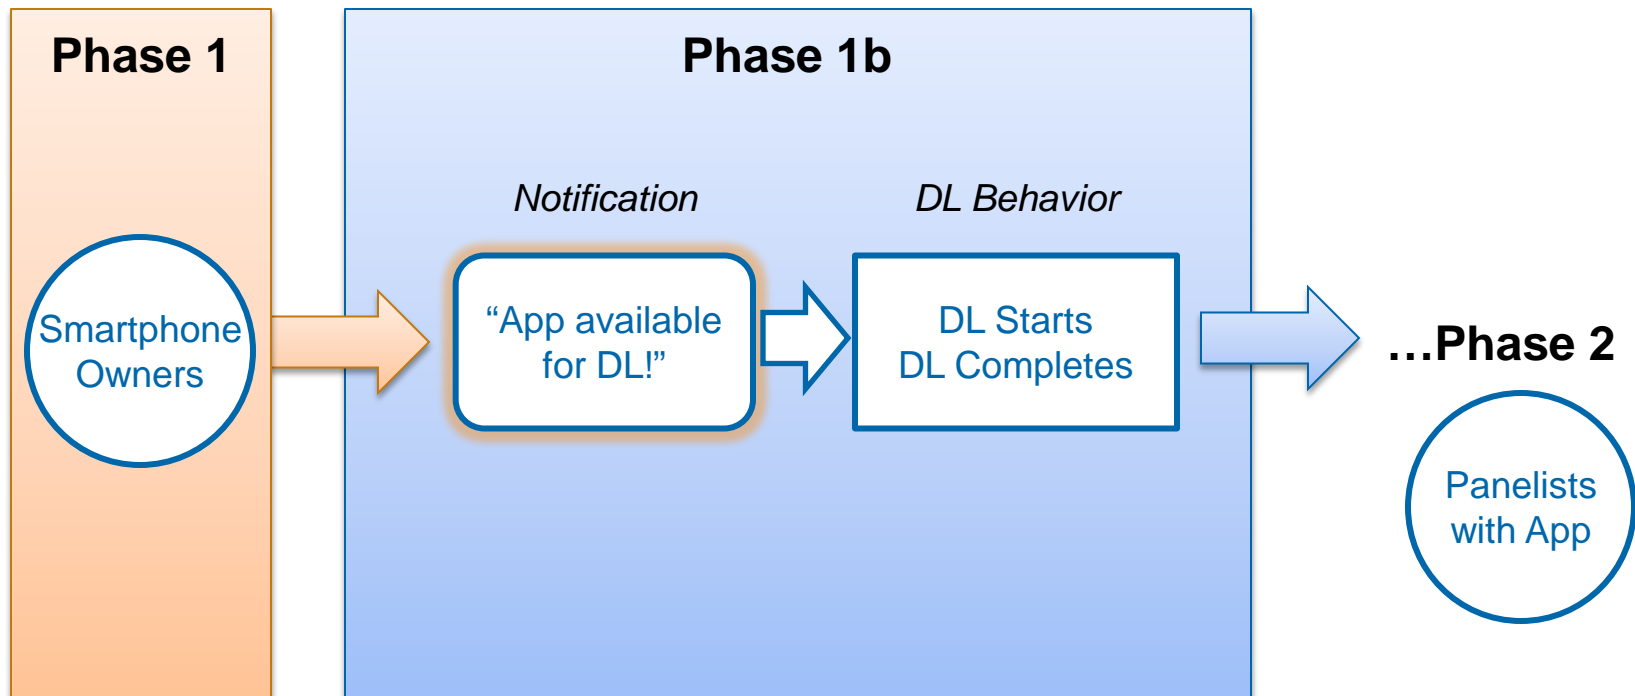 Phase 1
Phase 1b
Notification
DL Behavior
Smartphone
Owners
“App available
for DL!”
DL Starts
DL Completes
…Phase 2
Panelists
with App